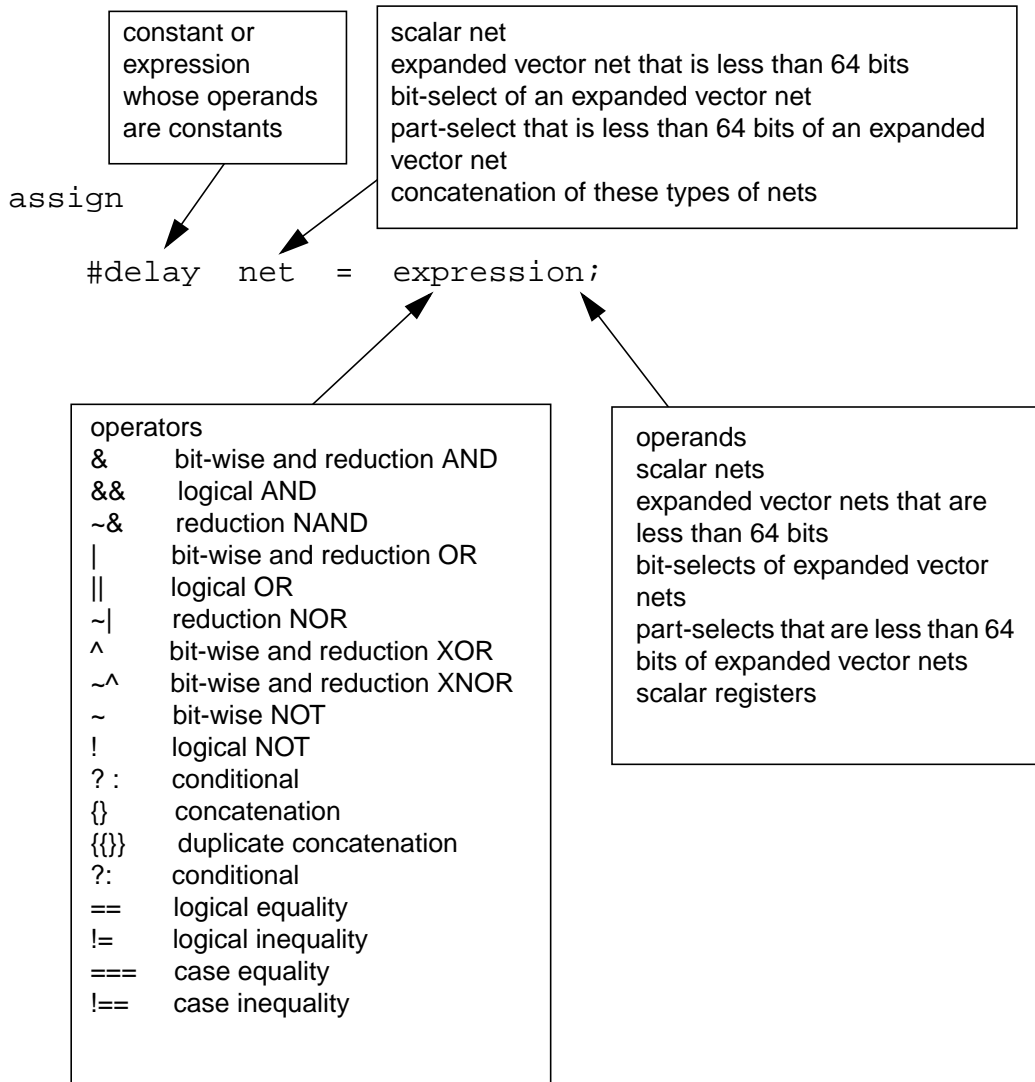 constant or
expression
whose operands
are constants
scalar net
expanded vector net that is less than 64 bits
bit-select of an expanded vector net
part-select that is less than 64 bits of an expanded
vector net
concatenation of these types of nets
assign
#delay net = expression;
operators
& bit-wise and reduction AND
&& logical AND
~& reduction NAND
| bit-wise and reduction OR
|| logical OR
~| reduction NOR
^ bit-wise and reduction XOR
~^ bit-wise and reduction XNOR
~ bit-wise NOT
! logical NOT
? : conditional
{} concatenation
{{}} duplicate concatenation
?: conditional
== logical equality
!= logical inequality
=== case equality
!== case inequality
operands
scalar nets
expanded vector nets that are
less than 64 bits
bit-selects of expanded vector
nets
part-selects that are less than 64
bits of expanded vector nets
scalar registers